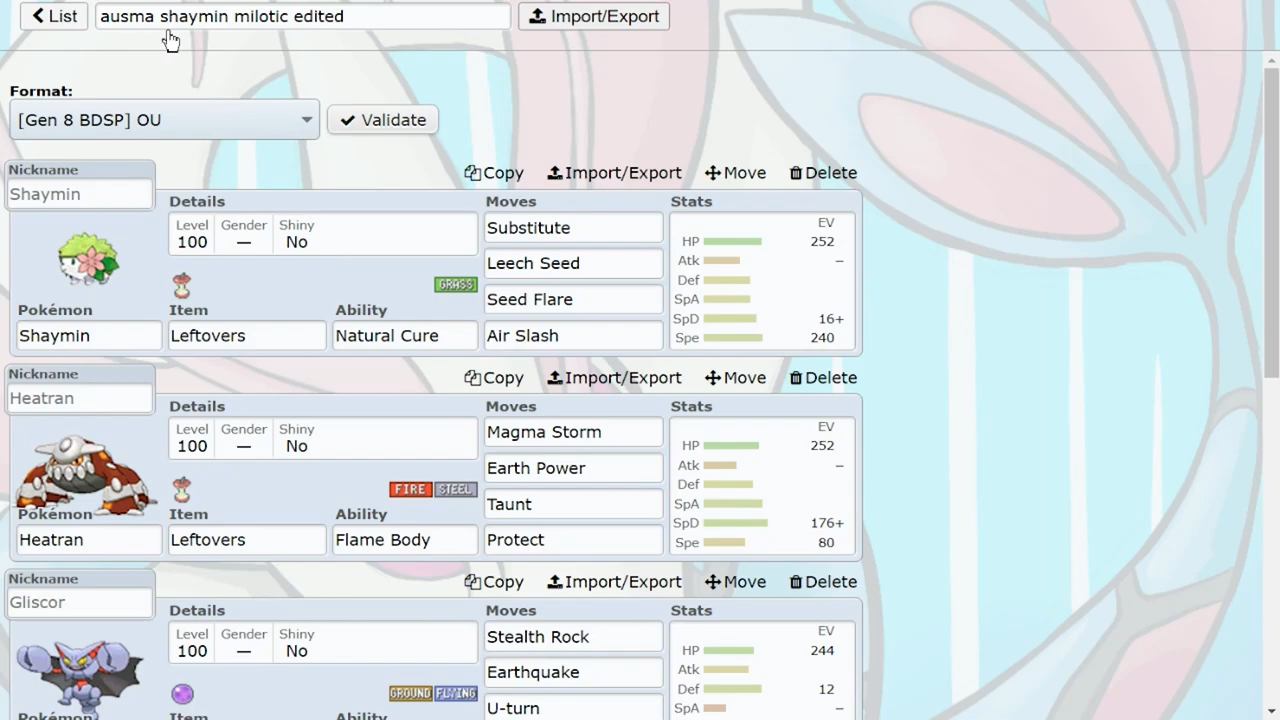 List
ausma shaymin milotic edited
Import/Export
Format:
[Gen 8 BDSP] OU
Validate
Nickname
Shaymin
Copy Import/Export Move Delete
Details Moves Stats
Level Gender Shiny
100 — No
Substitute
Leech Seed
Seed Flare
Air Slash
EV
HP 252
Atk –
Def
SpA
SpD 16+
Spe 240
GRASS
Pokémon Item Ability
Shaymin Leftovers Natural Cure
Nickname
Heatran
Copy Import/Export Move Delete
Details Moves Stats
Level Gender Shiny
100 — No
Magma Storm
Earth Power
Taunt
Protect
EV
HP 252
Atk –
Def
SpA
SpD 176+
Spe 80
FIRE STEEL
Pokémon Item Ability
Heatran Leftovers Flame Body
Nickname
Gliscor
Copy Import/Export Move Delete
Details Moves Stats
Level Gender Shiny
100 — No
Stealth Rock
Earthquake
U-turn
EV
HP 244
Atk
Def 12
SpA –
GROUND FLYING
Pokémon Item Ability